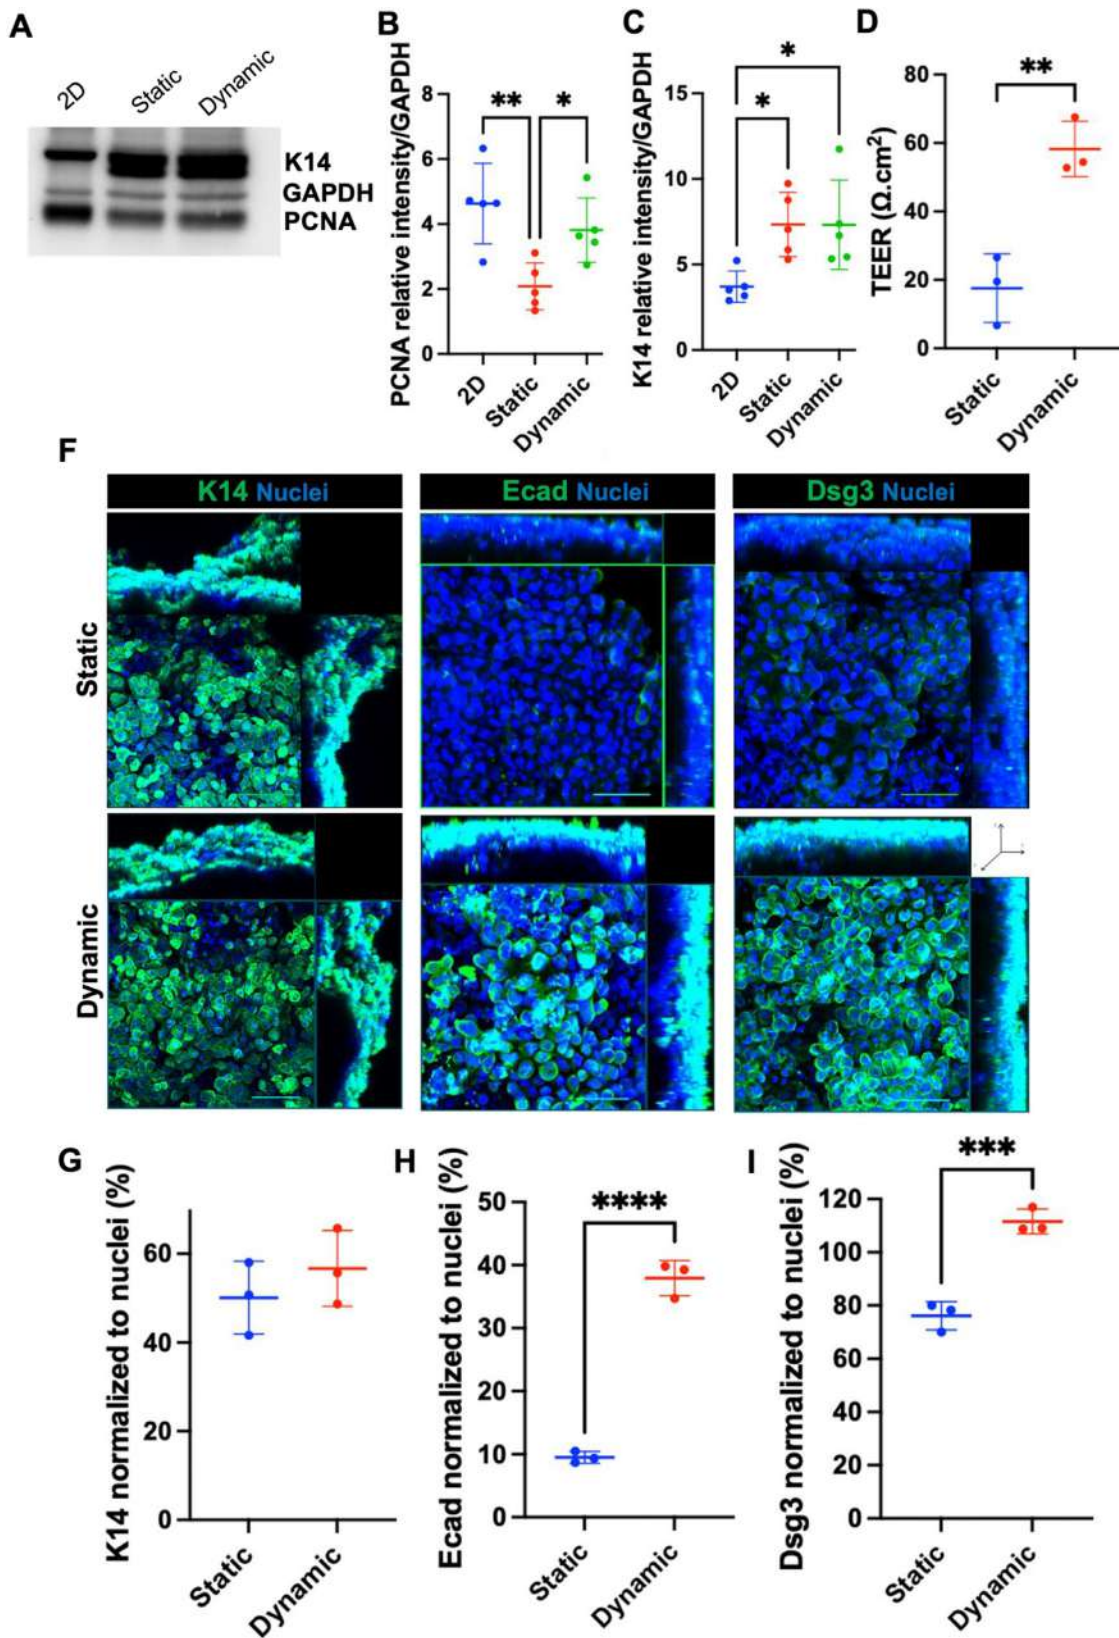 A
2D
Static
Dynamic
K14
GAPDH
PCNA
B
PCNA relative intensity/GAPDH
8
6
4
2
0
**
*
2D
Static
Dynamic
C
K14 relative intensity/GAPDH
15
10
5
0
*
*
2D
Static
Dynamic
D
TEER (Ω.cm²)
80
60
40
20
0
**
Static
Dynamic
F
K14 Nuclei
Ecad Nuclei
Dsg3 Nuclei
Static
Dynamic
G
K14 normalized to nuclei (%)
60
40
20
0
Static
Dynamic
H
Ecad normalized to nuclei (%)
50
40
30
20
10
0
****
Static
Dynamic
I
Dsg3 normalized to nuclei (%)
120
100
80
60
40
20
0
***
Static
Dynamic